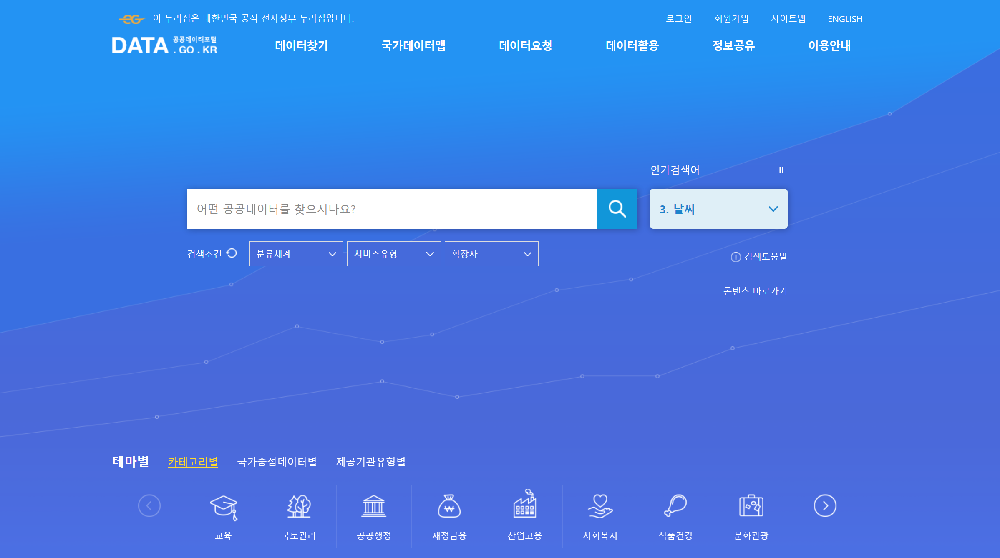 이 누리집은 대한민국 공식 전자정부 누리집입니다.
로그인 회원가입 사이트맵 ENGLISH
DATA 공공데이터포털 .GO.KR
데이터찾기 국가데이터맵 데이터요청 데이터활용 정보공유 이용안내
인기검색어
어떤 공공데이터를 찾으시나요?
3. 날씨
검색조건 분류체계 서비스유형 확장자
검색도움말
콘텐츠 바로가기
테마별 카테고리별 국가중점데이터별 제공기관유형별
교육 국토관리 공공행정 재정금융 산업고용 사회복지 식품건강 문화관광